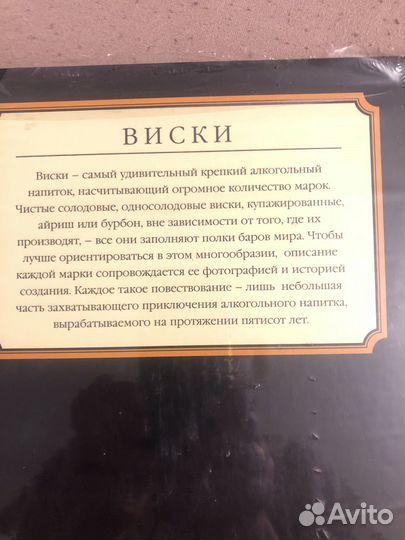 ВИСКИ
Виски – самый удивительный крепкий алкогольный
напиток, насчитывающий огромное количество марок.
Чистые солодовые, односолодовые виски, купажированные,
айриш или бурбон, вне зависимости от того, где их
производят, – все они заполняют полки баров мира. Чтобы
лучше ориентироваться в этом многообразии, описание
каждой марки сопровождается ее фотографией и историей
создания. Каждое такое повествование – лишь небольшая
часть захватывающего приключения алкогольного напитка,
вырабатываемого на протяжении пятисот лет.
Avito